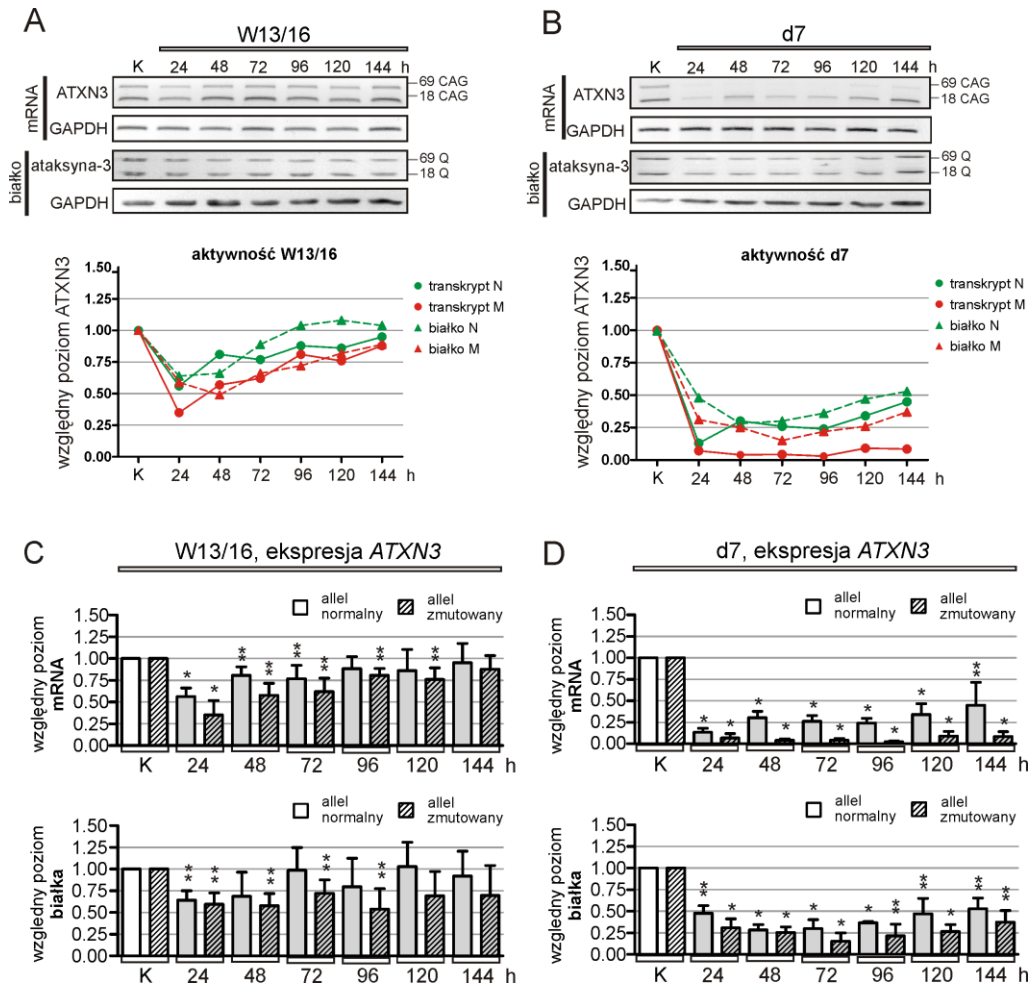 A
W13/16
K 24 48 72 96 120 144 h
mRNA
ATXN3
69 CAG
18 CAG
GAPDH
białko
ataksyna-3
69 Q
18 Q
GAPDH
aktywność W13/16
względny poziom ATXN3
1.50
1.25
1.00
0.75
0.50
0.25
0.00
K 24 48 72 96 120 144 h
transkrypt N
transkrypt M
białko N
białko M
B
d7
K 24 48 72 96 120 144 h
mRNA
ATXN3
69 CAG
18 CAG
GAPDH
białko
ataksyna-3
69 Q
18 Q
GAPDH
aktywność d7
względny poziom ATXN3
1.50
1.25
1.00
0.75
0.50
0.25
0.00
K 24 48 72 96 120 144 h
transkrypt N
transkrypt M
białko N
białko M
C
W13/16, ekspresja ATXN3
allel normalny
allel zmutowany
względny poziom
mRNA
1.50
1.25
1.00
0.75
0.50
0.25
0.00
* * ** ** ** ** ** **
K 24 48 72 96 120 144 h
allel normalny
allel zmutowany
względny poziom
białka
1.50
1.25
1.00
0.75
0.50
0.25
0.00
** ** ** ** **
K 24 48 72 96 120 144 h
D
d7, ekspresja ATXN3
allel normalny
allel zmutowany
względny poziom
mRNA
1.50
1.25
1.00
0.75
0.50
0.25
0.00
* * * * * * * * * * ** *
K 24 48 72 96 120 144 h
allel normalny
allel zmutowany
względny poziom
białka
1.50
1.25
1.00
0.75
0.50
0.25
0.00
** * * * * * * * ** * ** **
K 24 48 72 96 120 144 h